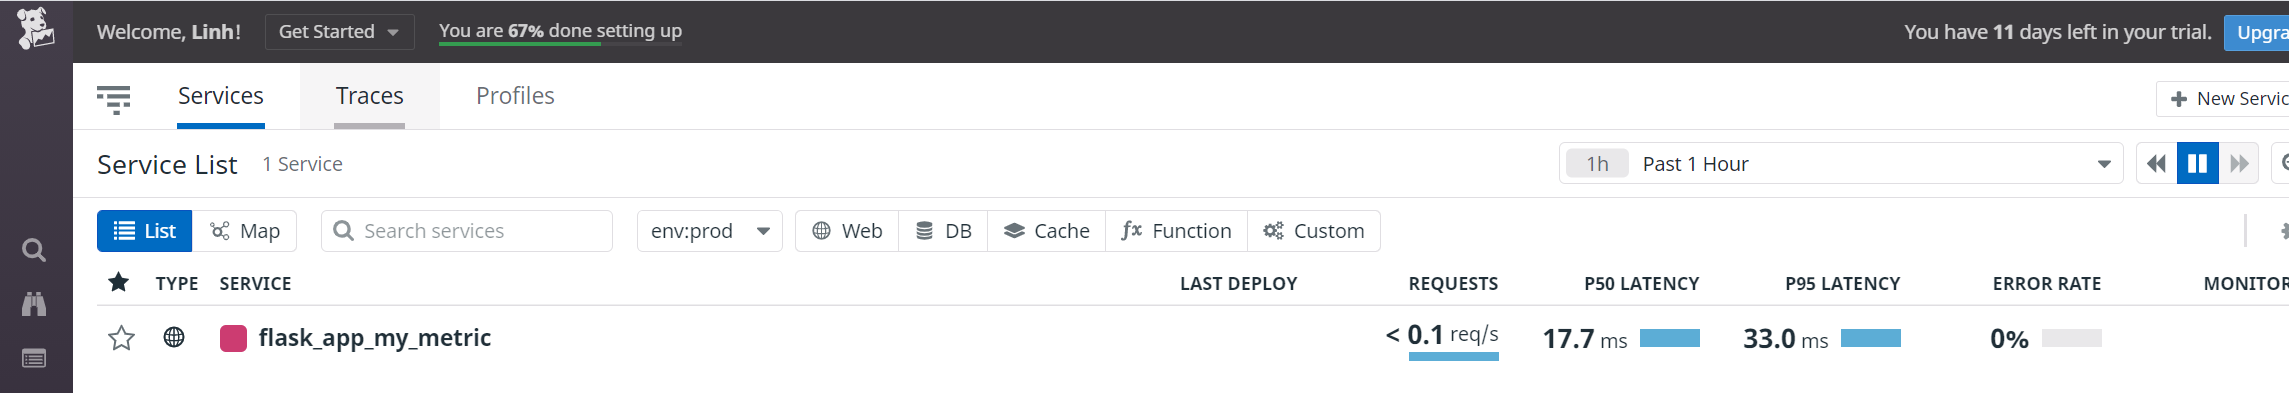 Welcome, Linh! Get Started You are 67% done setting up You have 11 days left in your trial. Upgra
Services Traces Profiles + New Servic
Service List 1 Service 1h Past 1 Hour
List Map Search services env:prod Web DB Cache fx Function Custom
TYPE SERVICE LAST DEPLOY REQUESTS P50 LATENCY P95 LATENCY ERROR RATE MONITOR
flask_app_my_metric < 0.1 req/s 17.7 ms 33.0 ms 0%